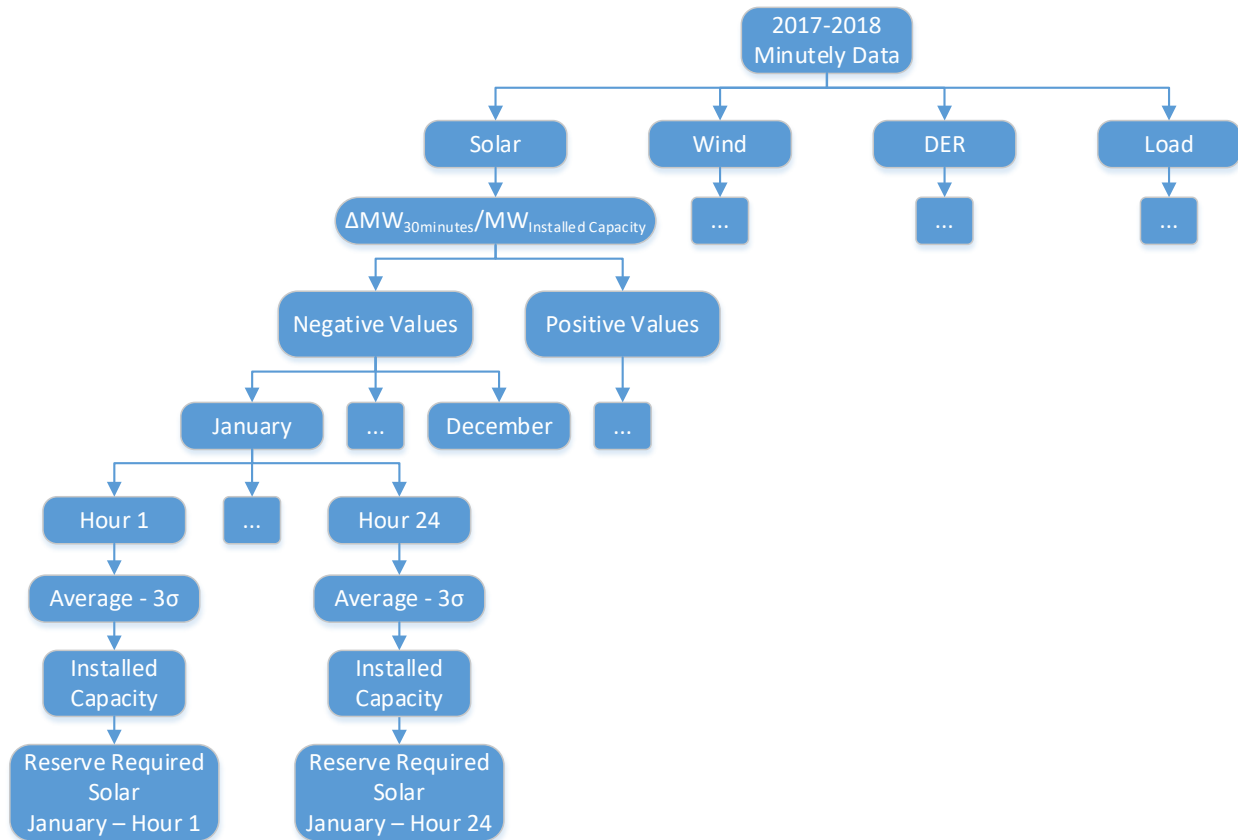 2017-2018
Minutely Data
Solar
Wind
DER
Load
ΔMW30minutes/MWInstalled Capacity
...
...
...
Negative Values
Positive Values
January
...
December
...
Hour 1
...
Hour 24
Average - 3σ
Average - 3σ
Installed
Capacity
Installed
Capacity
Reserve Required
Solar
January – Hour 1
Reserve Required
Solar
January – Hour 24